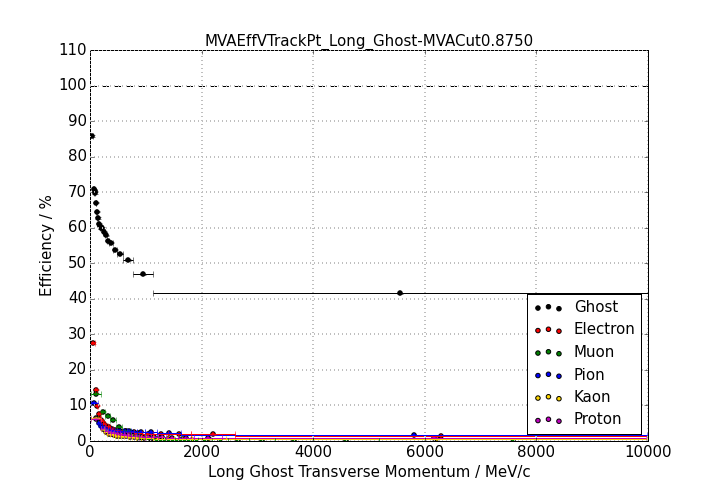 MVAEffVTrackPt_Long_Ghost-MVACut0.8750
110
100
90
80
70
60
50
40
30
20
10
0
Efficiency / %
Ghost
Electron
Muon
Pion
Kaon
Proton
0 2000 4000 6000 8000 10000
Long Ghost Transverse Momentum / MeV/c